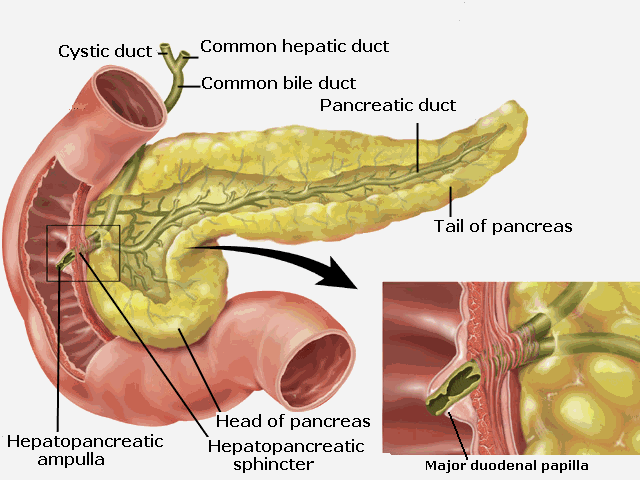 Cystic duct
Common hepatic duct
Common bile duct
Pancreatic duct
Tail of pancreas
Head of pancreas
Hepatopancreatic
ampulla
Hepatopancreatic
sphincter
Major duodenal papilla